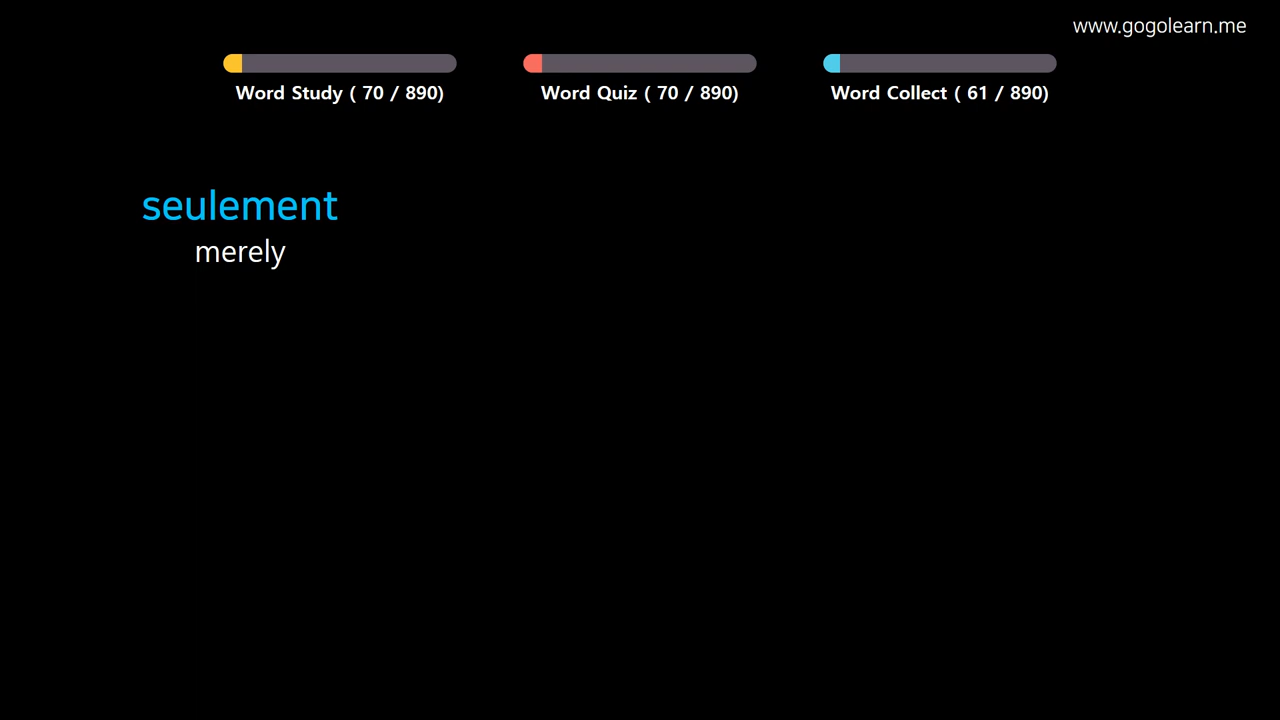 www.gogolearn.me
Word Study ( 70 / 890)
Word Quiz ( 70 / 890)
Word Collect ( 61 / 890)
seulement
merely